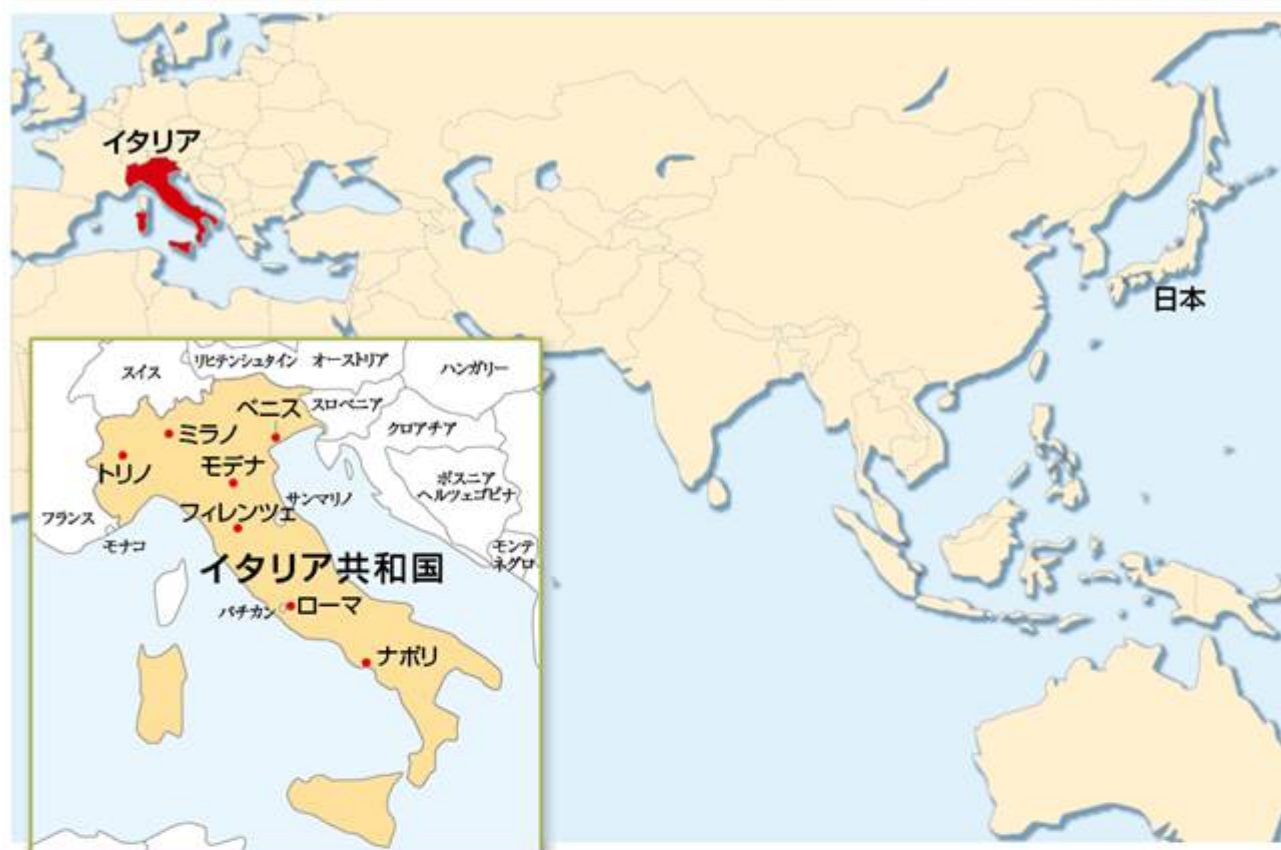 イタリア
日本
スイス
リヒテンシュタイン
オーストリア
ハンガリー
スロベニア
ベニス
クロアチア
ミラノ
トリノ
モデナ
ボスニア
ヘルツェゴビナ
サンマリノ
フランス
フィレンツェ
モナコ
モンテ
ネグロ
イタリア共和国
バチカン
ローマ
ナポリ